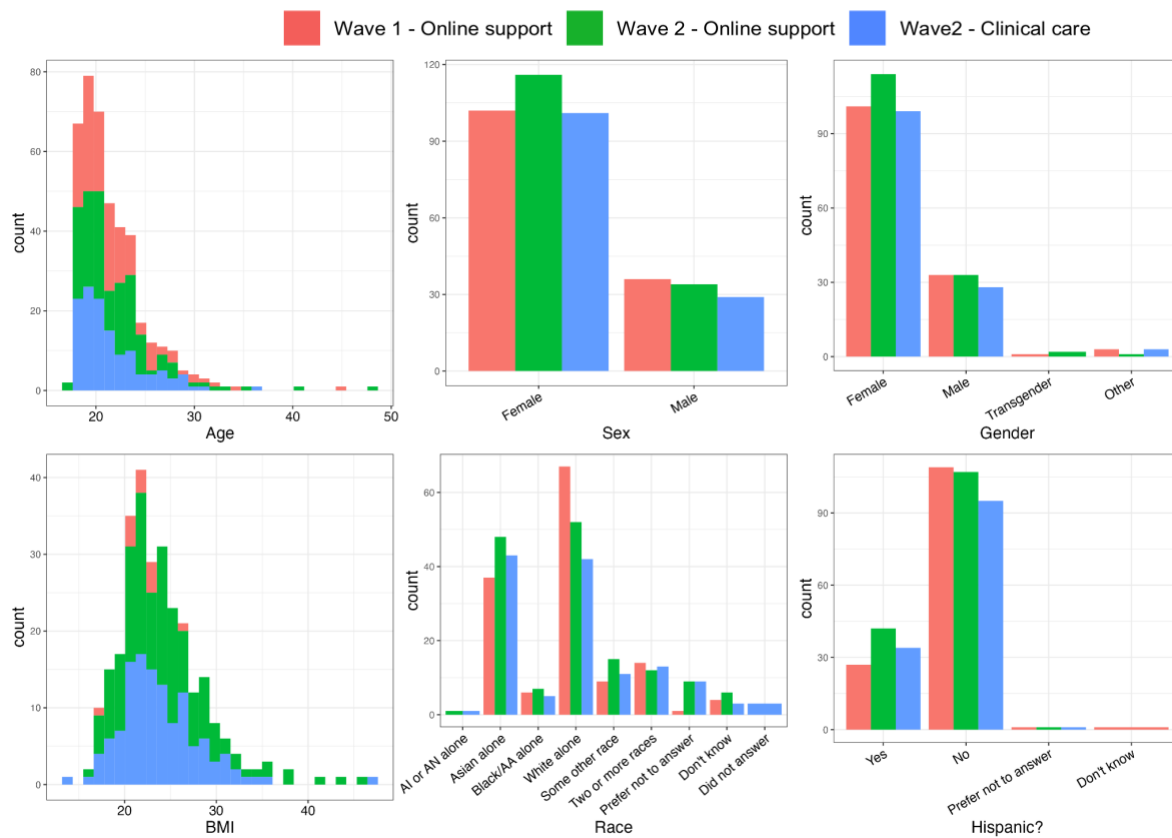 Wave 1 - Online support Wave 2 - Online support Wave2 - Clinical care
80
60
40
20
0
count
20 30 40 50
Age
120
90
60
30
0
count
Female Male
Sex
90
60
30
0
count
Female Male Transgender Other
Gender
40
30
20
10
0
count
20 30 40
BMI
60
40
20
0
count
AI or AN alone Asian alone Black/AA alone White alone Some other race Two or more races Prefer not to answer Don't know Did not answer
Race
90
60
30
0
count
Yes No Prefer not to answer Don't know
Hispanic?